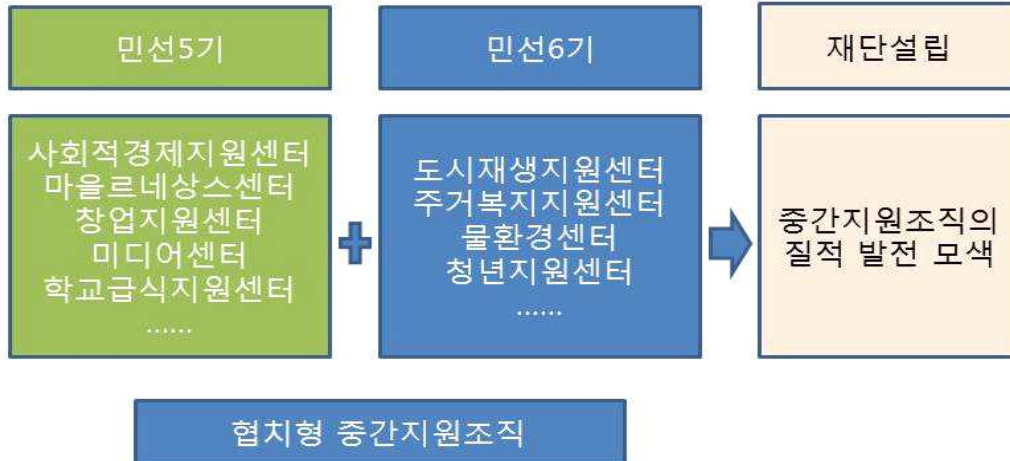 민선5기
민선6기
재단설립
사회적경제지원센터
마을르네상스센터
창업지원센터
미디어센터
학교급식지원센터
......
도시재생지원센터
주거복지지원센터
물환경센터
청년지원센터
......
중간지원조직의
질적 발전 모색
협치형 중간지원조직